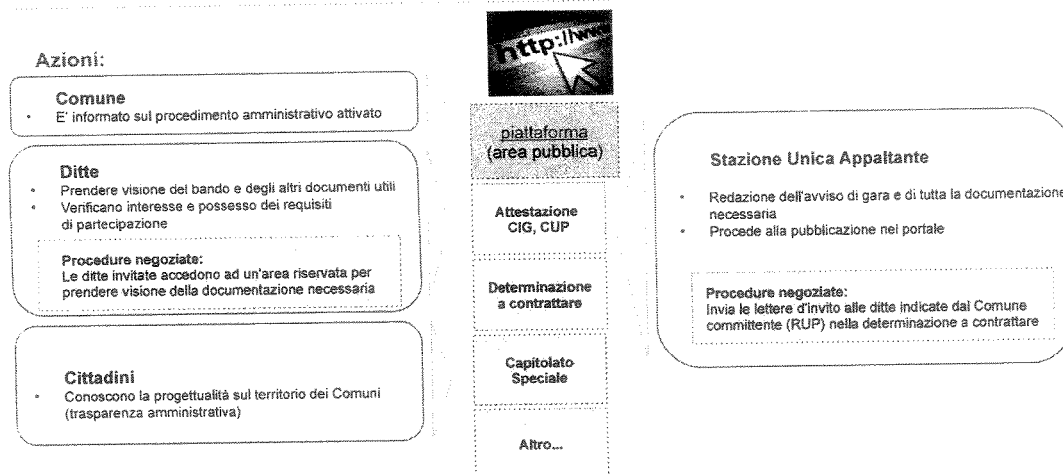 Azioni:
Comune
• E' informato sul procedimento amministrativo attivato
Ditte
• Prendere visione del bando e degli altri documenti utili
• Verificano interesse e possesso dei requisiti
di partecipazione
Procedure negoziate:
Le ditte invitate accedono ad un'area riservata per
prendere visione della documentazione necessaria
Cittadini
• Conoscono la progettualità sul territorio dei Comuni
(trasparenza amministrativa)
http://www
piattaforma
(area pubblica)
Attestazione
CIG, CUP
Determinazione
a contrattare
Capitolato
Speciale
Altro...
Stazione Unica Appaltante
• Redazione dell'avviso di gara e di tutta la documentazione
necessaria
• Procede alla pubblicazione nel portale
Procedure negoziate:
Invia le lettere d'invito alle ditte indicate dal Comune
committente (RUP) nella determinazione a contrattare